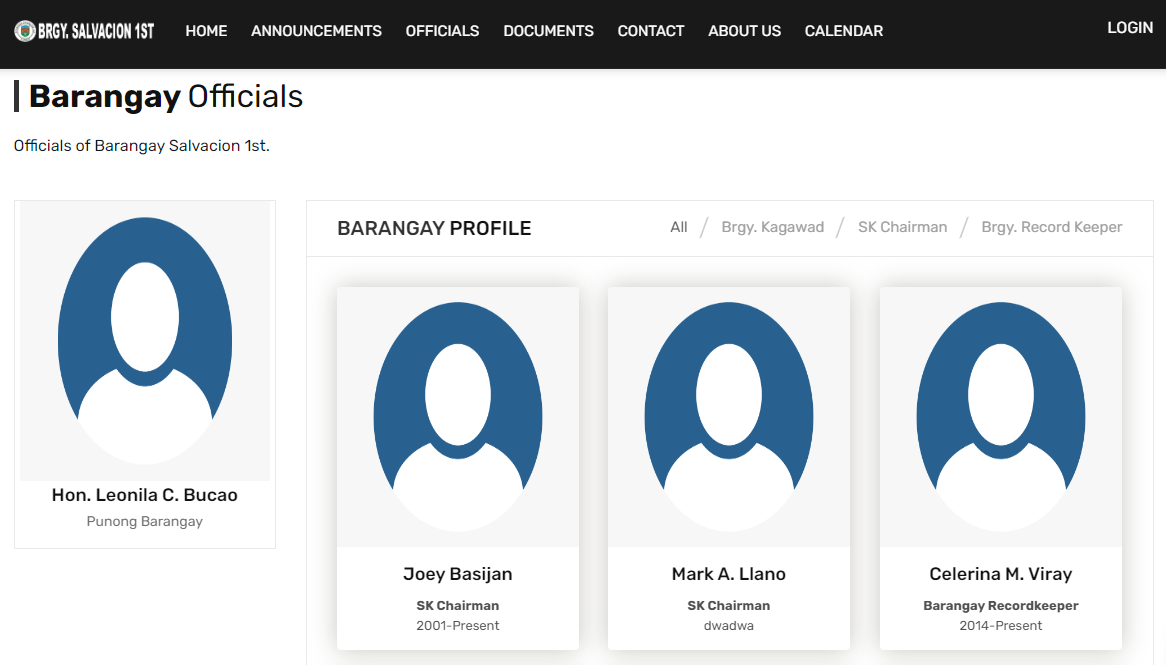 BRGY. SALVACION 1ST HOME ANNOUNCEMENTS OFFICIALS DOCUMENTS CONTACT ABOUT US CALENDAR LOGIN
Barangay Officials
Officials of Barangay Salvacion 1st.
Hon. Leonila C. Bucao
Punong Barangay
BARANGAY PROFILE
All / Brgy. Kagawad / SK Chairman / Brgy. Record Keeper
Joey Basijan
SK Chairman
2001-Present
Mark A. Llano
SK Chairman
dwadwa
Celerina M. Viray
Barangay Recordkeeper
2014-Present